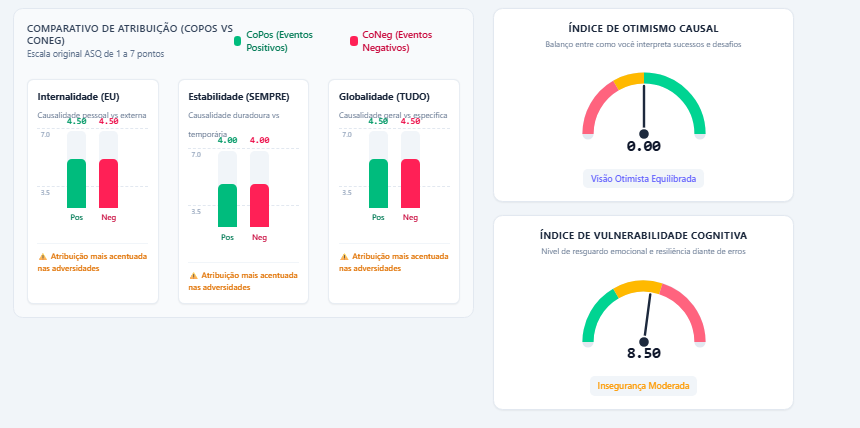 COMPARATIVO DE ATRIBUIÇÃO (COPOS VS
CONEG)
Escala original ASQ de 1 a 7 pontos
CoPos (Eventos
Positivos)
CoNeg (Eventos
Negativos)
Internalidade (EU)
Causalidade pessoal vs externa
4.50 4.50
7.0
3.5
Pos Neg
⚠ Atribuição mais acentuada
nas adversidades
Estabilidade (SEMPRE)
Causalidade duradoura vs
temporária
4.00 4.00
7.0
3.5
Pos Neg
⚠ Atribuição mais acentuada
nas adversidades
Globalidade (TUDO)
Causalidade geral vs específica
4.50 4.50
7.0
3.5
Pos Neg
⚠ Atribuição mais acentuada
nas adversidades
ÍNDICE DE OTIMISMO CAUSAL
Balanço entre como você interpreta sucessos e desafios
0.00
Visão Otimista Equilibrada
ÍNDICE DE VULNERABILIDADE COGNITIVA
Nível de resguardo emocional e resiliência diante de erros
8.50
Insegurança Moderada